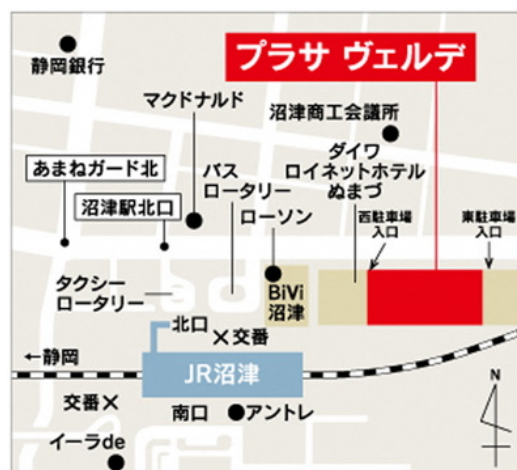 静岡銀行
プラサ ヴェルデ
マクドナルド
沼津商工会議所
あまねガード北
沼津駅北口
バス
ロータリー
ローソン
ダイワ
ロイネットホテル
ぬまづ
西駐車場
入口
東駐車場
入口
タクシー
ロータリー
BiVi
沼津
北口
交番
←静岡
JR沼津
交番
南口
アントレ
イーラde
N